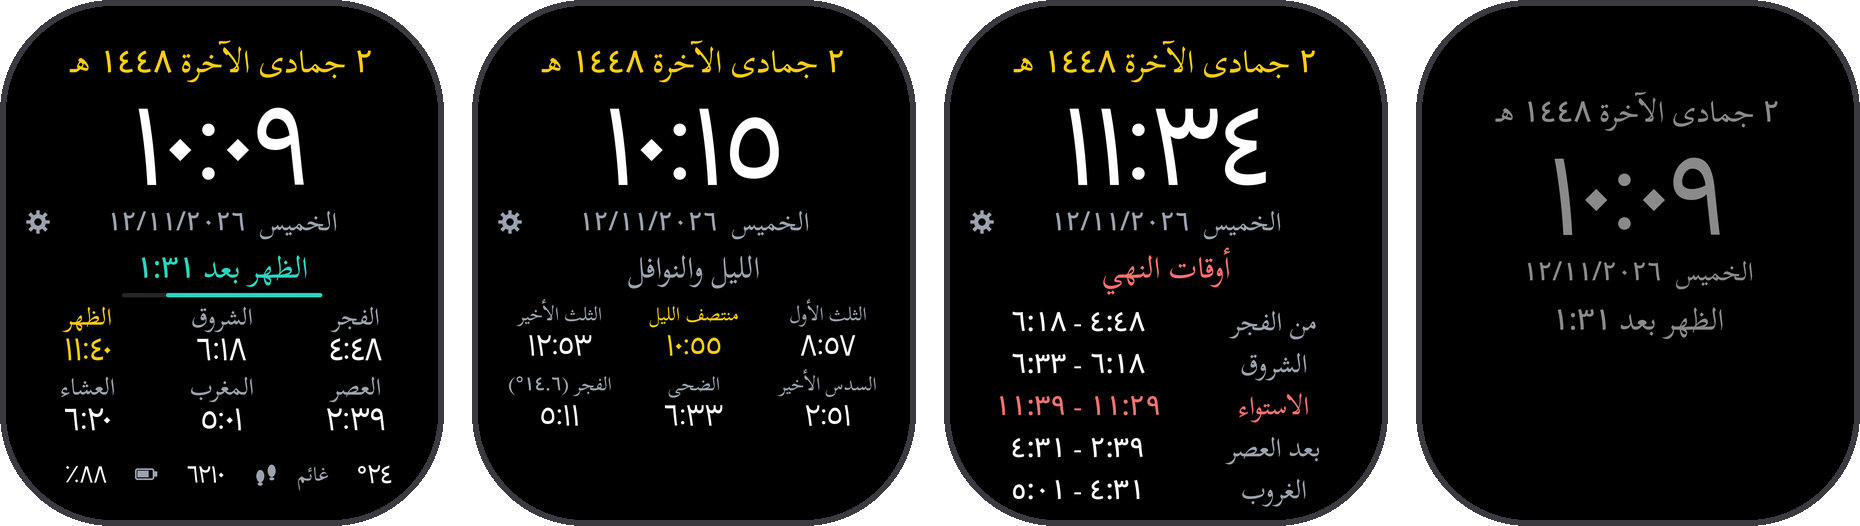 ٢ جمادى الآخرة ١٤٤٨ هـ
١٠:٠٩
الخميس ١٢/١١/٢٠٢٦
الظهر بعد ١:٣١
الفجر الشروق الظهر
٤:٤٨ ٦:١٨ ١١:٤٠
العصر المغرب العشاء
٢:٣٩ ٥:٠١ ٦:٢٠
٢٤° غائم ٦٢١٠ ٨٨٪
٢ جمادى الآخرة ١٤٤٨ هـ
١٠:١٥
الخميس ١٢/١١/٢٠٢٦
الليل والنوافل
الثلث الأول منتصف الليل الثلث الأخير
٨:٥٧ ١٠:٥٥ ١٢:٥٣
السدس الأخير الضحى الفجر (١٤.٦°)
٢:٥١ ٦:٣٣ ٥:١١
٢ جمادى الآخرة ١٤٤٨ هـ
١١:٣٤
الخميس ١٢/١١/٢٠٢٦
أوقات النهي
من الفجر ٤:٤٨ - ٦:١٨
الشروق ٦:١٨ - ٦:٣٣
الاستواء ١١:٢٩ - ١١:٣٩
بعد العصر ٢:٣٩ - ٤:٣١
الغروب ٤:٣١ - ٥:٠١
٢ جمادى الآخرة ١٤٤٨ هـ
١٠:٠٩
الخميس ١٢/١١/٢٠٢٦
الظهر بعد ١:٣١